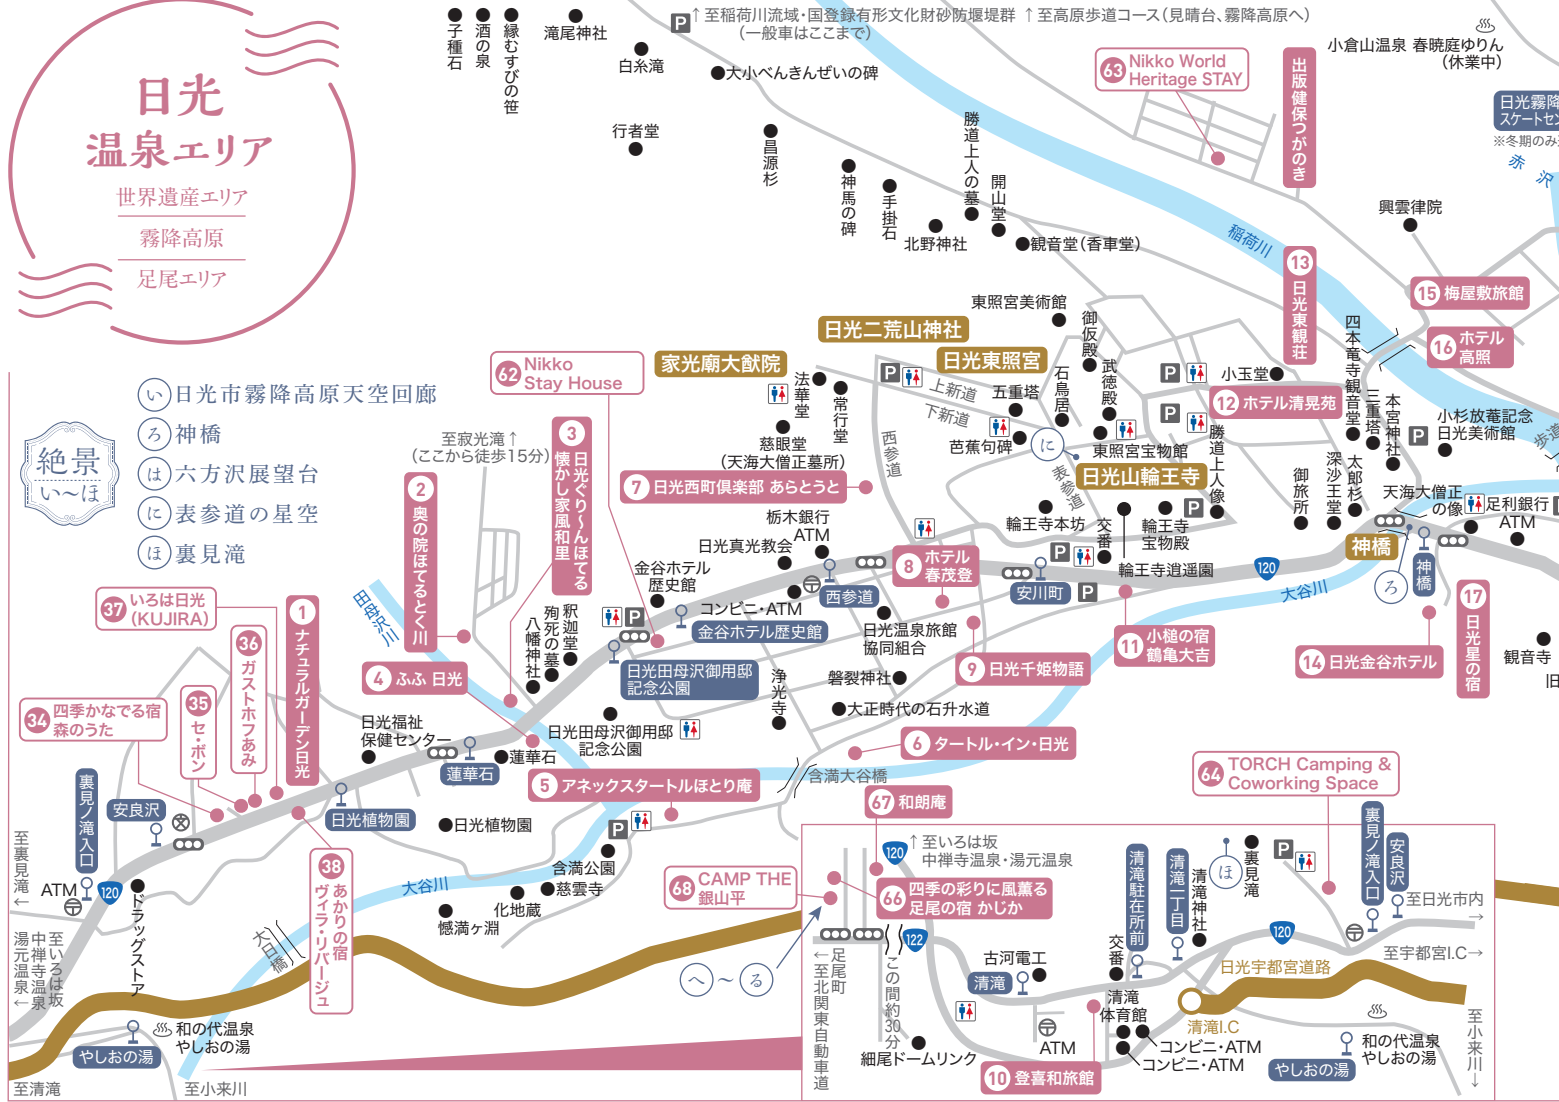 日光
温泉エリア
世界遺産エリア
霧降高原
足尾エリア
絶景
い～ほ
い 日光市霧降高原天空回廊
ろ 神橋
は 六方沢展望台
に 表参道の星空
ほ 裏見滝
子種石
酒の泉
縁むすびの笹
滝尾神社
白糸滝
P
↑至稲荷川流域・国登録有形文化財砂防堰堤群
(一般車はここまで)
↑至高原歩道コース(見晴台、霧降高原へ)
大小べんきんぜいの碑
行者堂
昌源杉
神馬の碑
手掛石
北野神社
勝道上人の墓
開山堂
観音堂(香車堂)
63 Nikko World
Heritage STAY
出版健保つがのき
小倉山温泉 春暁庭ゆりん
(休業中)
日光霧降
スケートセン
※冬期のみ
赤沢
興雲律院
稲荷川
13 日光東観荘
15 梅屋敷旅館
16 ホテル
高照
東照宮美術館
日光二荒山神社
日光東照宮
家光廟大猷院
62 Nikko
Stay House
法華堂
常行堂
慈眼堂
(天海大僧正墓所)
P
上新道
下新道
西参道
五重塔
芭蕉句碑
石鳥居
御仮殿
武徳殿
東照宮宝物館
に
表参道
日光山輪王寺
P
P
小玉堂
12 ホテル清晃苑
勝道上人像
四本竜寺観音堂
三重塔
本宮神社
P
小杉放菴記念
日光美術館
歩道
至寂光滝↑
(ここから徒歩15分)
3 日光ぐり～んほてる
懐かし家風和里
2 奥の院ほてるとく川
7 日光西町倶楽部 あらとうと
栃木銀行
ATM
日光真光教会
金谷ホテル
歴史館
コンビニ・ATM
金谷ホテル歴史館
西参道
8 ホテル
春茂登
輪王寺本坊
交番
輪王寺
宝物殿
P
P
輪王寺逍遥園
安川町
P
御旅所
深沙王堂
太郎杉
天海大僧正
の像
足利銀行
ATM
神橋
神橋
ろ
120
大谷川
17 日光星の宿
14 日光金谷ホテル
観音寺
旧
11 小槌の宿
鶴亀大吉
9 日光千姫物語
日光温泉旅館
協同組合
磐裂神社
大正時代の石升水道
浄光寺
P
日光田母沢御用邸
記念公園
日光田母沢御用邸
記念公園
釈迦堂
殉死の墓
八幡神社
田母沢川
4 ふふ 日光
37 いろは日光
(KUJIRA)
1 ナチュラルガーデン日光
36 ガストホフあみ
35 セ・ボン
34 四季かなでる宿
森のうた
日光福祉
保健センター
蓮華石
蓮華石
5 アネックスタートルほとり庵
6 タートル・イン・日光
含満大谷橋
日光植物園
日光植物園
安良沢
裏見ノ滝入口
至裏見滝
←
ATM
120
ドラッグストア
至いろは坂
中禅寺温泉
湯元温泉
←
38 あかりの宿
ヴィラ・リバージュ
大谷川
大日橋
P
含満公園
慈雲寺
化地蔵
憾満ヶ淵
和の代温泉
やしおの湯
やしおの湯
至清滝
至小来川
68 CAMP THE
銀山平
67 和朗庵
66 四季の彩りに風薫る
足尾の宿 かじか
へ～る
120
↑至いろは坂
中禅寺温泉・湯元温泉
122
足尾町
←至北関東自動車道
この間約30分
細尾ドームリンク
古河電工
清滝
ATM
10 登喜和旅館
交番
清滝駐在所前
清滝一丁目
清滝神社
清滝
体育館
コンビニ・ATM
コンビニ・ATM
清滝I.C
日光宇都宮道路
ほ
裏見滝
P
64 TORCH Camping &
Coworking Space
裏見ノ滝入口
安良沢
120
至日光市内
→
至宇都宮I.C→
和の代温泉
やしおの湯
やしおの湯
至小来川
↓